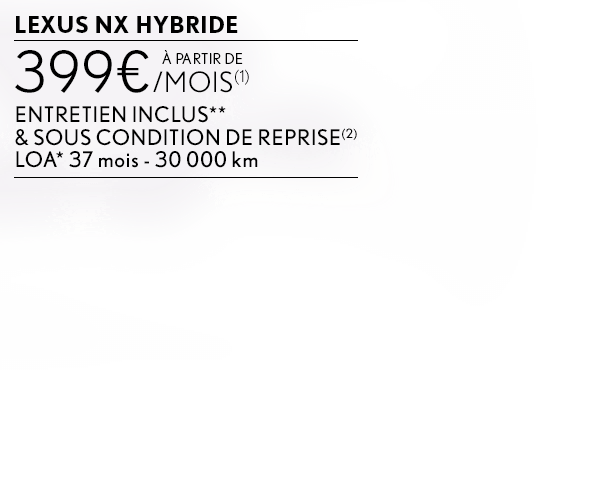 LEXUS NX HYBRIDE
399€ À PARTIR DE
/MOIS(1)
ENTRETIEN INCLUS**
& SOUS CONDITION DE REPRISE(2)
LOA* 37 mois - 30 000 km